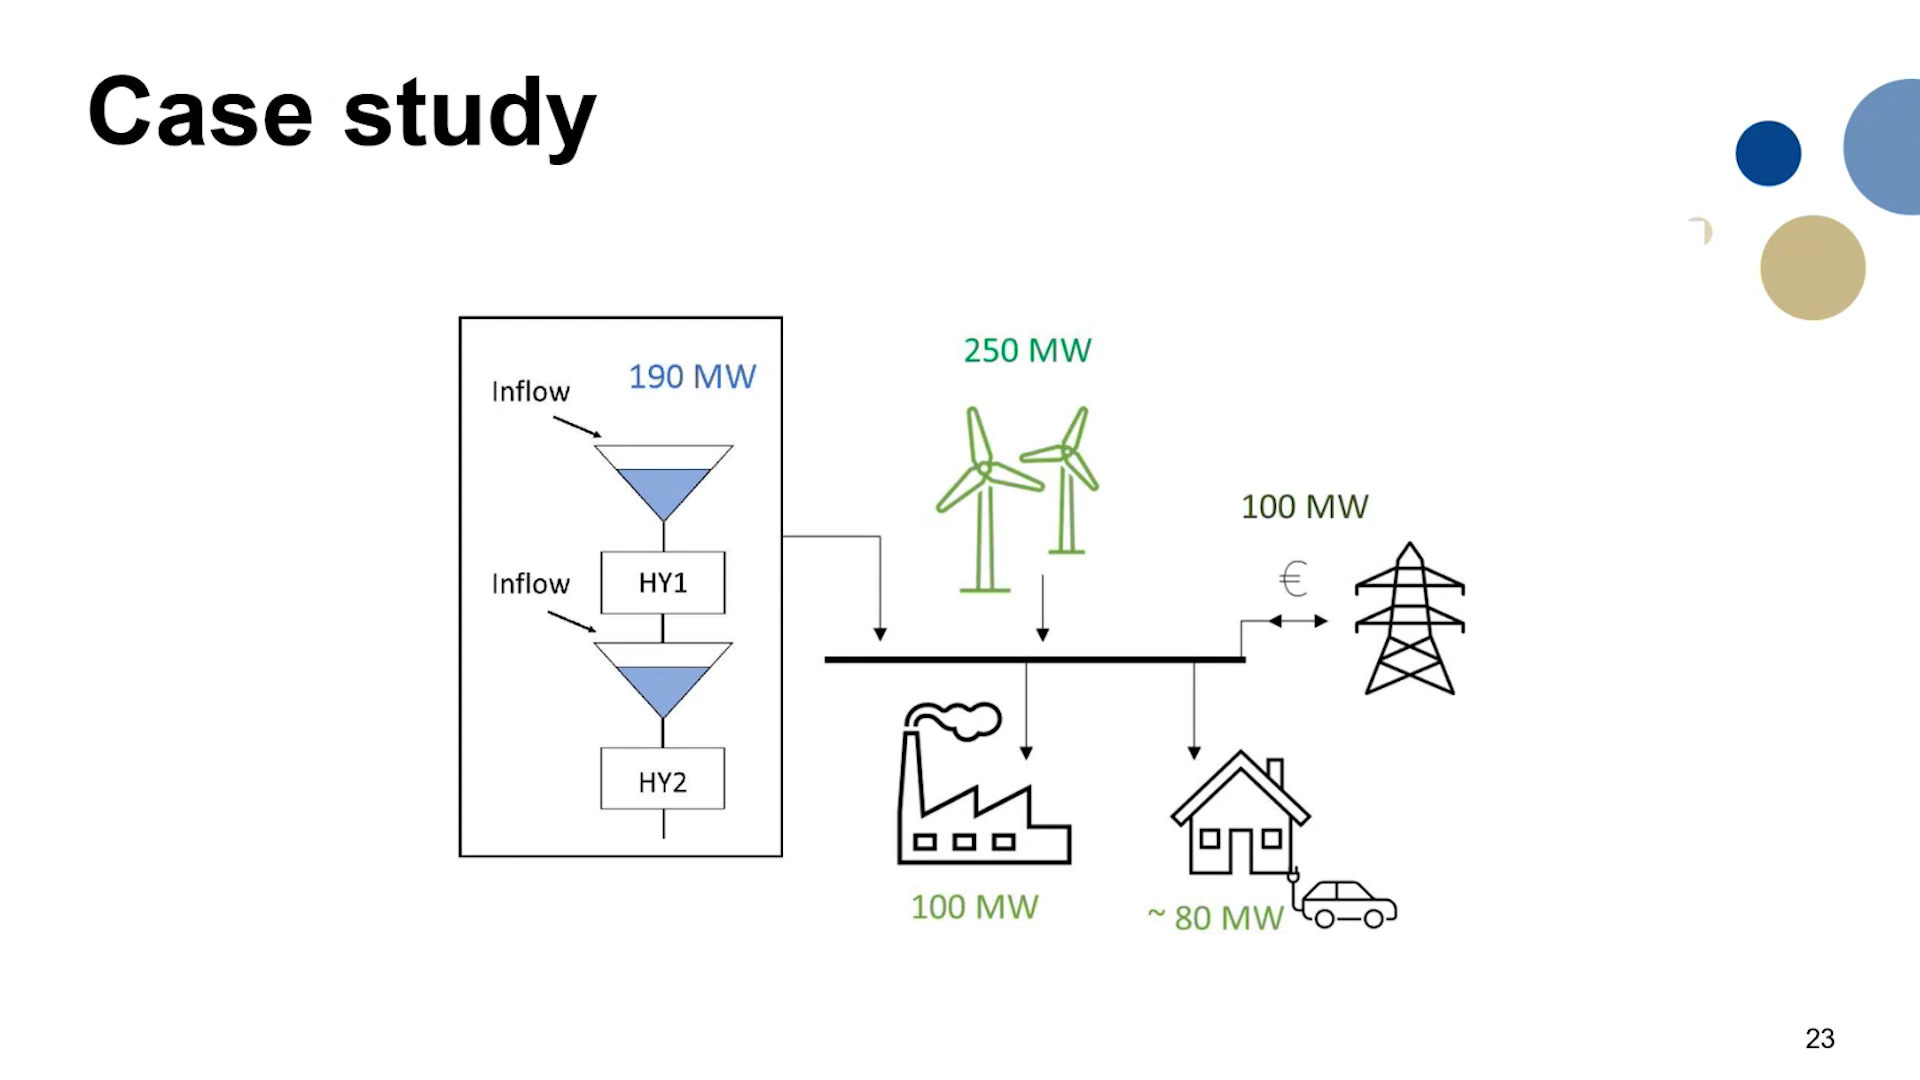 Case study
190 MW
Inflow
HY1
Inflow
HY2
250 MW
100 MW
€
100 MW
~ 80 MW
23